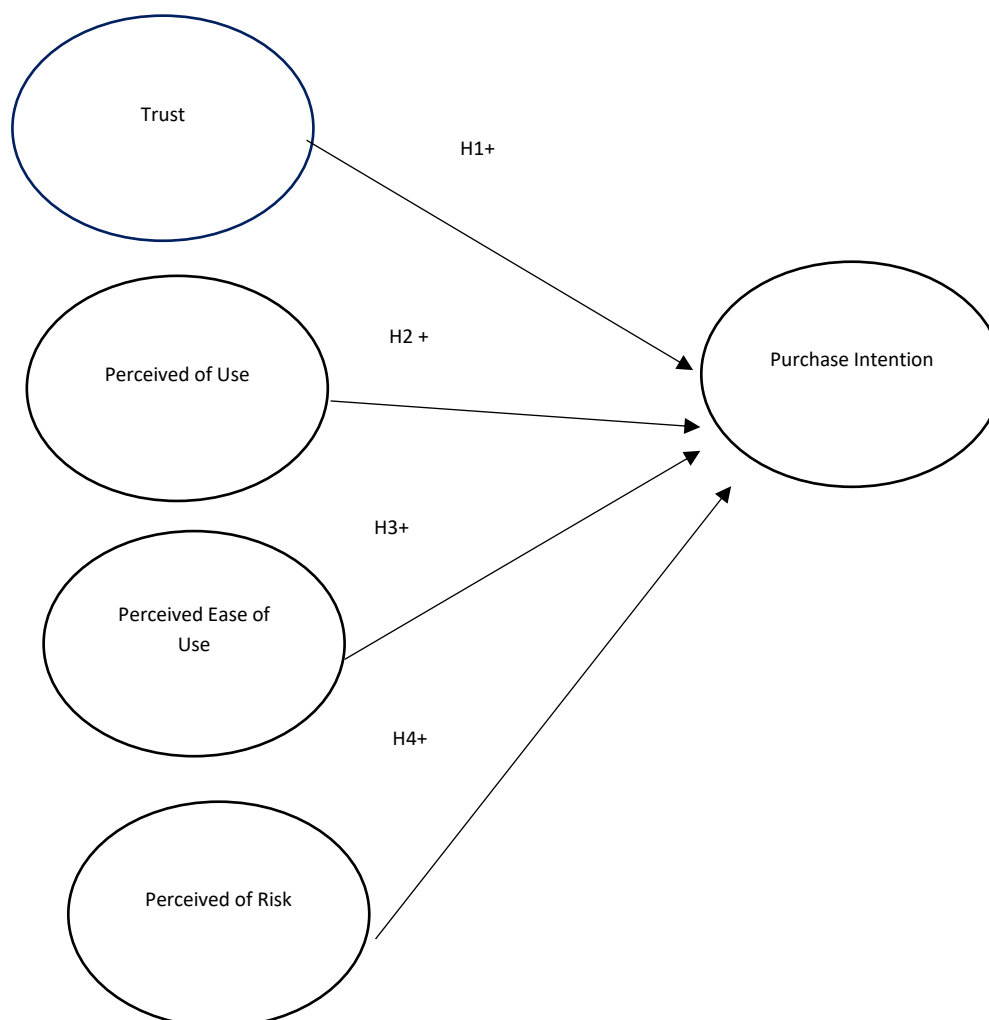 Trust
H1+
H2 +
Purchase Intention
Perceived of Use
H3+
Perceived Ease of
Use
H4+
Perceived of Risk